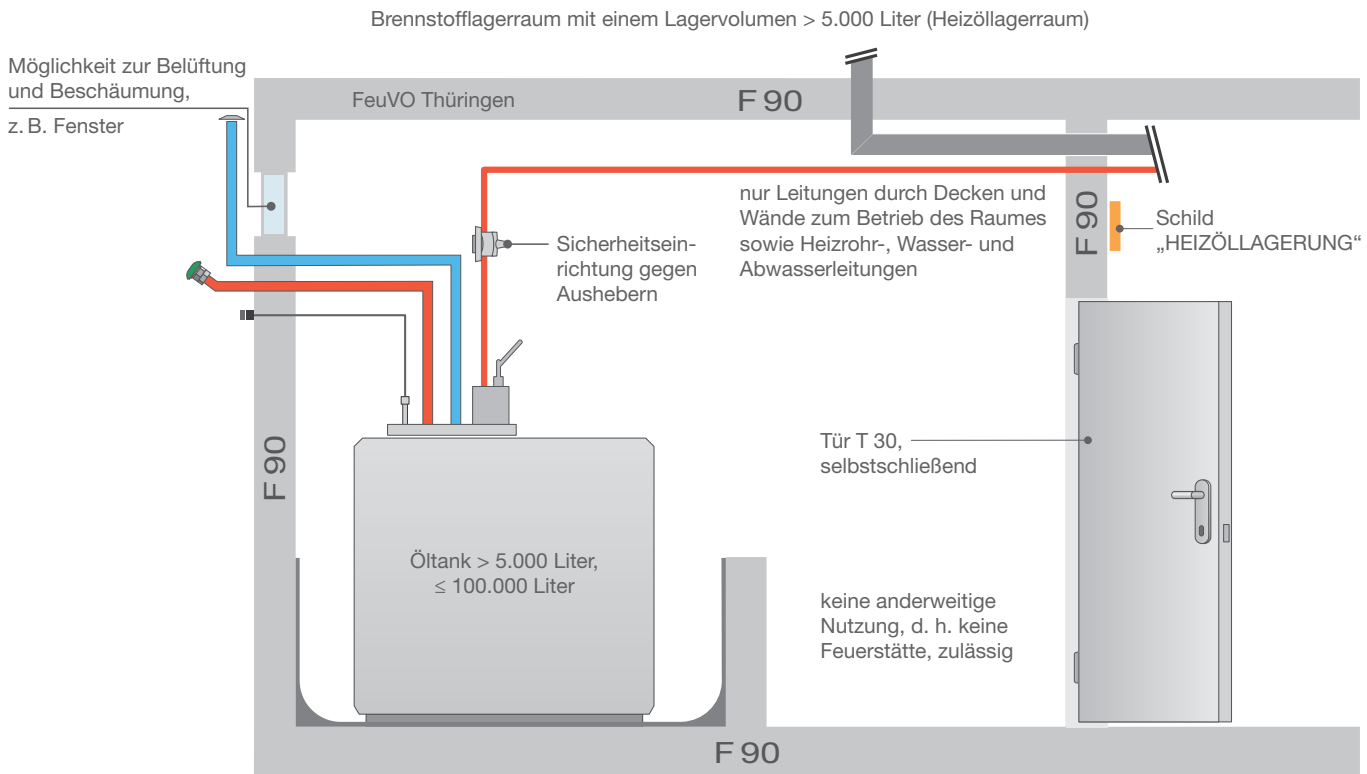 Brennstofflagerraum mit einem Lagervolumen > 5.000 Liter (Heizöllagerraum)
Möglichkeit zur Belüftung
und Beschäumung,
z. B. Fenster
FeuVO Thüringen
F 90
nur Leitungen durch Decken und
Wände zum Betrieb des Raumes
sowie Heizrohr-, Wasser- und
Abwasserleitungen
F 90
Schild
„HEIZÖLLAGERUNG“
Sicherheitsein-
richtung gegen
Aushebern
F 90
Tür T 30,
selbstschließend
Öltank > 5.000 Liter,
≤ 100.000 Liter
keine anderweitige
Nutzung, d. h. keine
Feuerstätte, zulässig
F 90